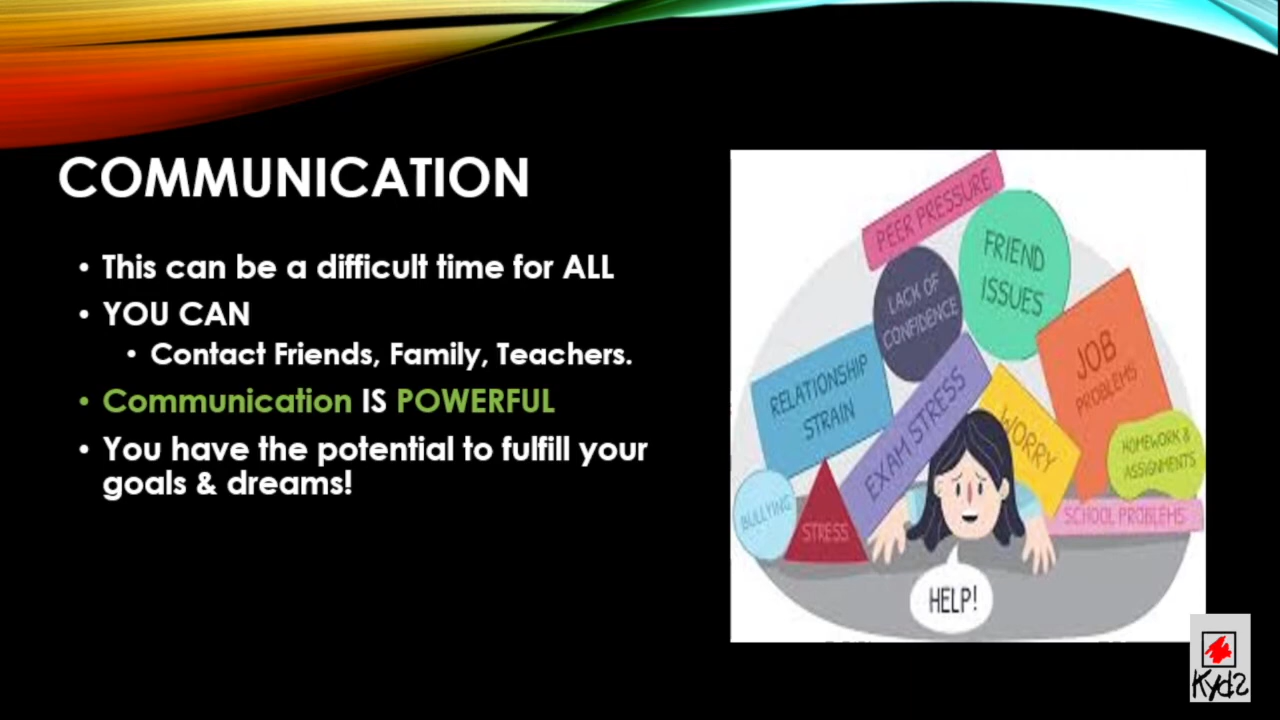 COMMUNICATION
• This can be a difficult time for ALL
• YOU CAN
• Contact Friends, Family, Teachers.
• Communication IS POWERFUL
• You have the potential to fulfill your
goals & dreams!
PEER PRESSURE
FRIEND
ISSUES
LACK OF
CONFIDENCE
JOB
PROBLEMS
RELATIONSHIP
STRAIN
EXAM STRESS
WORRY
HOMEWORK &
ASSIGNMENTS
BULLYING
STRESS
SCHOOL PROBLEMS
HELP!
Kydz